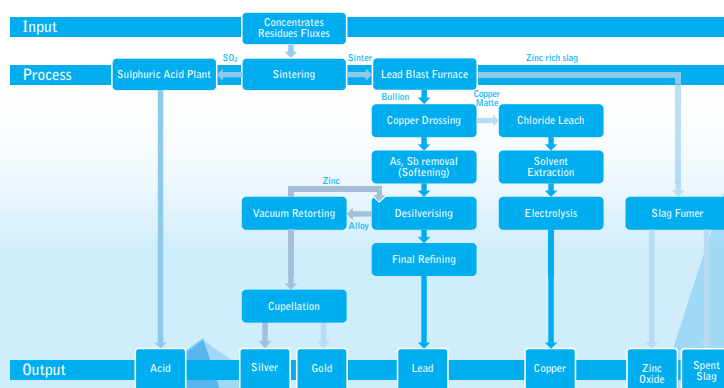 Input
Concentrates
Residues Fluxes
SO₂
Sinter
Zinc rich slag
Process
Sulphuric Acid Plant
Sintering
Lead Blast Furnace
Bullion
Copper
Matte
Copper Drossing
Chloride Leach
As, Sb removal
(Softening)
Solvent
Extraction
Zinc
Vacuum Retorting
Alloy
Desilverising
Electrolysis
Slag Fumer
Final Refining
Cupellation
Output
Acid
Silver
Gold
Lead
Copper
Zinc
Oxide
Spent
Slag